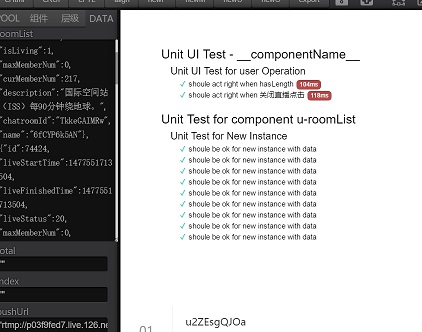 POOL 组件 层级 DATA
roomList
"isLiving":1,
"maxMemberNum":0,
"curMemberNum":217,
"description":"国际空间站
（ISS）每90分钟绕地球。",
"chatroomId":"TkkeGAIMRw",
"name":"6fCYP6k5AN"},
{"id":74424,
"liveStartTime":1477551713
504,
"liveFinishedTime":1477551
713504,
"liveStatus":20,
"maxMemberNum":0,
total
""
index
""
pushUrl
"rtmp://p03f9fed7.live.126.ne
Unit UI Test - __componentName__
Unit UI Test for user Operation
✓ shoule act right when hasLength 104ms
✓ shoule act right when 关闭直播点击 118ms
Unit Test for component u-roomList
Unit Test for New Instance
✓ shoule be ok for new instance with data
✓ shoule be ok for new instance with data
✓ shoule be ok for new instance with data
✓ shoule be ok for new instance with data
✓ shoule be ok for new instance with data
✓ shoule be ok for new instance with data
✓ shoule be ok for new instance with data
✓ shoule be ok for new instance with data
✓ shoule be ok for new instance with data
u2ZEsgQJOa
01